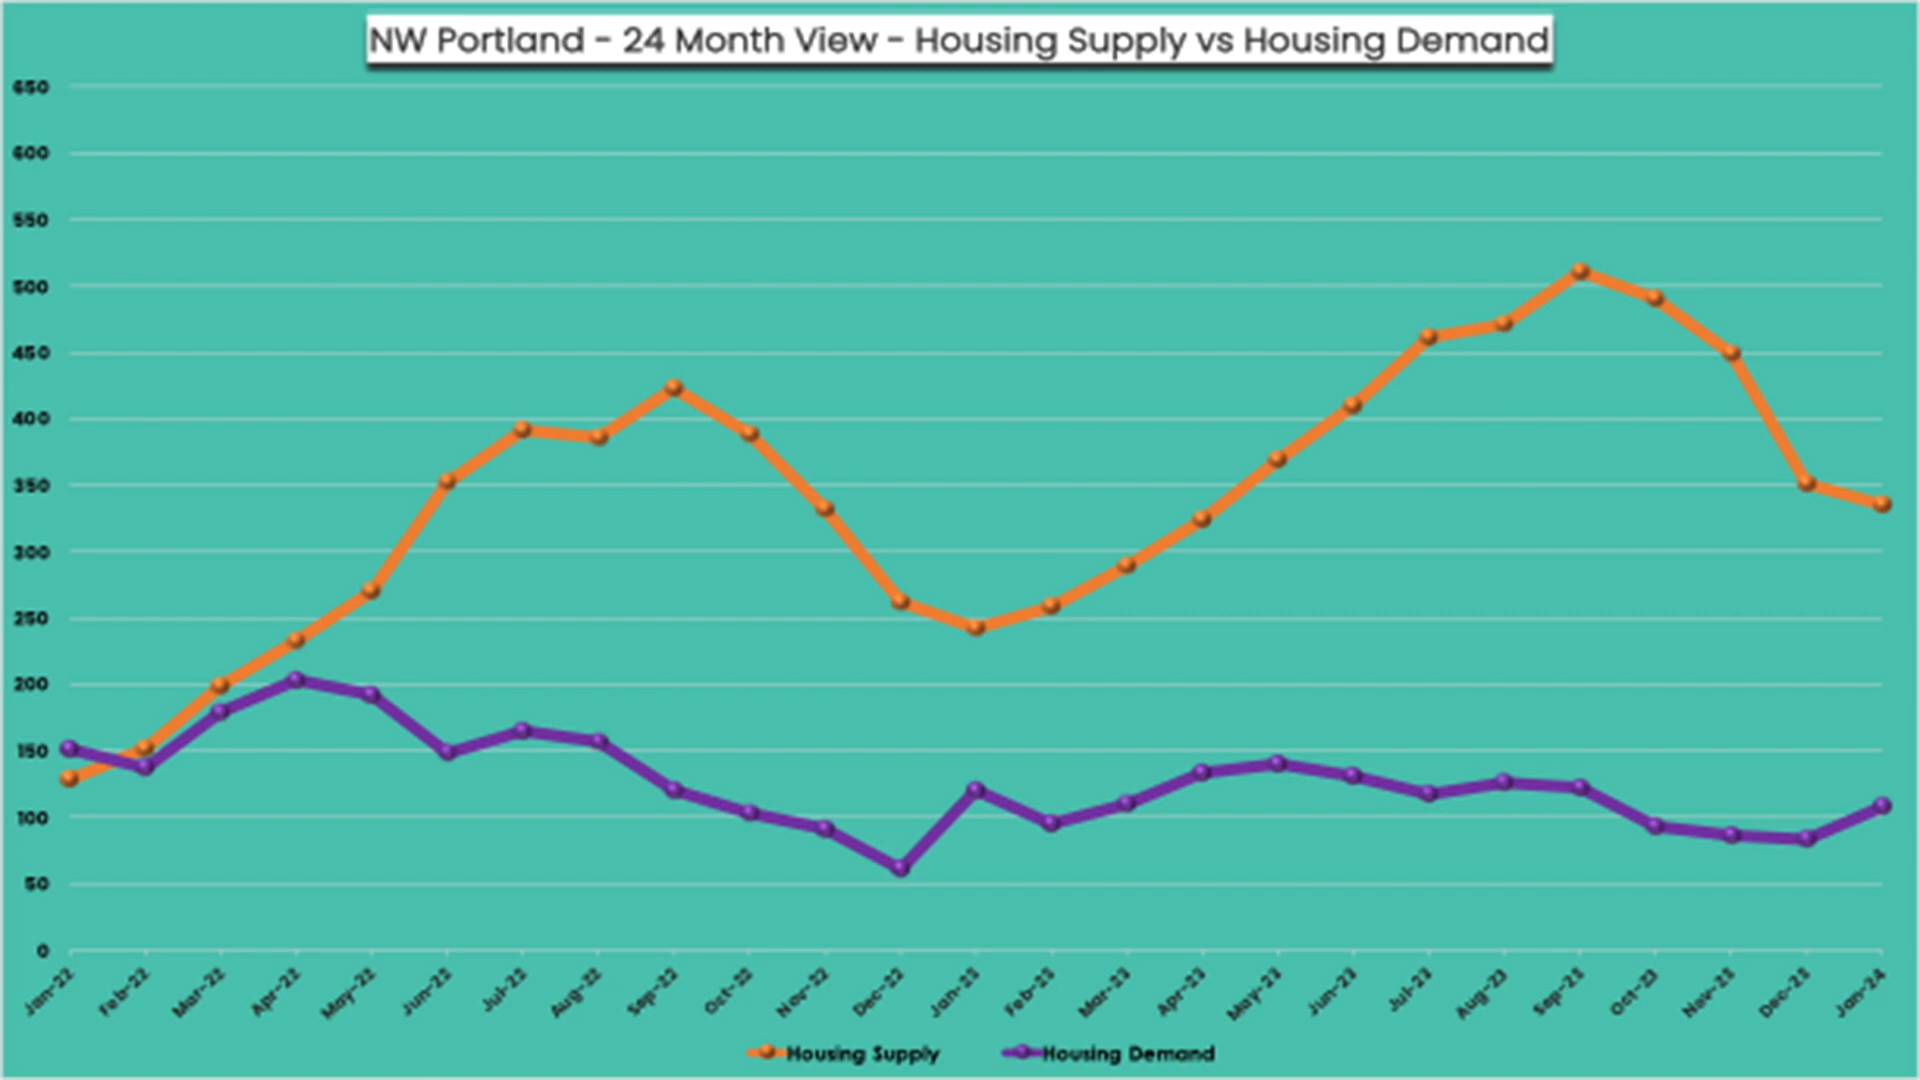 NW Portland - 24 Month View - Housing Supply vs Housing Demand
650
600
550
500
450
400
350
300
250
200
150
100
50
0
Jan-22
Feb-22
Mar-22
Apr-22
May-22
Jun-22
Jul-22
Aug-22
Sep-22
Oct-22
Nov-22
Dec-22
Jan-23
Feb-23
Mar-23
Apr-23
May-23
Jun-23
Jul-23
Aug-23
Sep-23
Oct-23
Nov-23
Dec-23
Jan-24
Housing Supply
Housing Demand